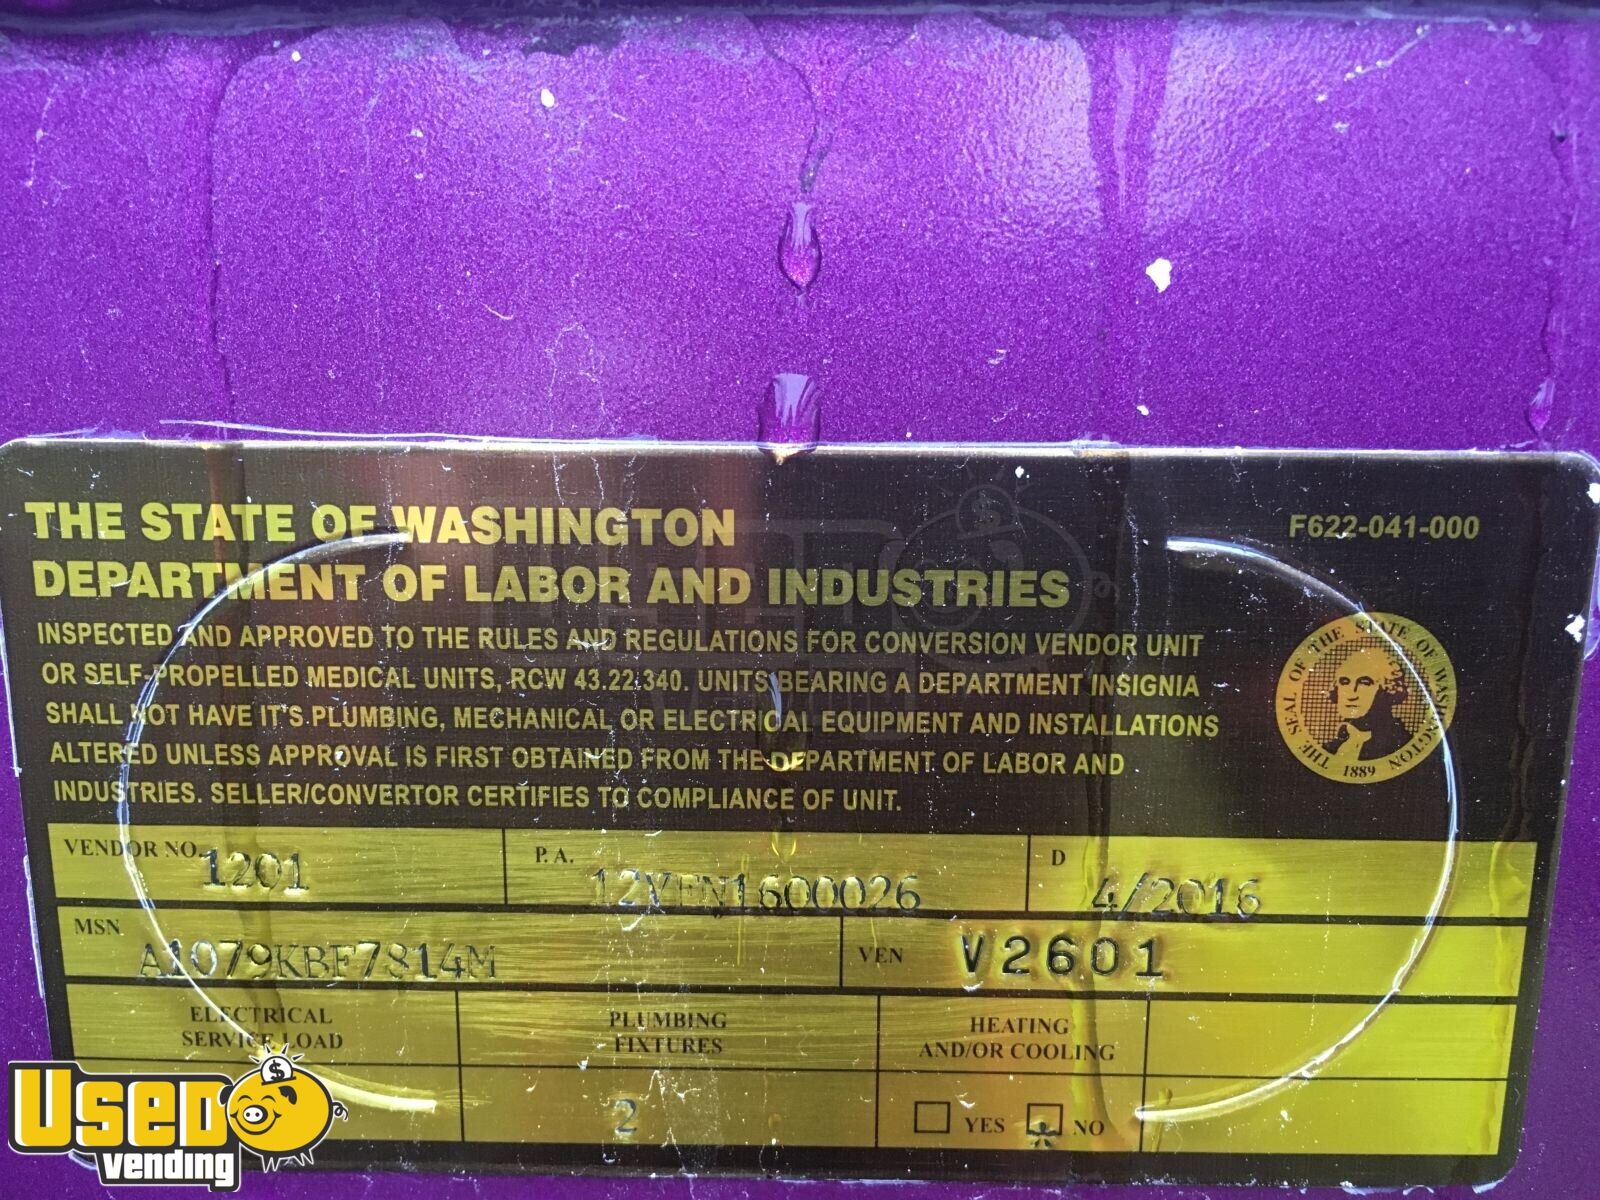 THE STATE OF WASHINGTON
F622-041-000
DEPARTMENT OF LABOR AND INDUSTRIES
INSPECTED AND APPROVED TO THE RULES AND REGULATIONS FOR CONVERSION VENDOR UNIT
OR SELF-PROPELLED MEDICAL UNITS, RCW 43.22.340. UNITS BEARING A DEPARTMENT INSIGNIA
SHALL NOT HAVE IT'S PLUMBING, MECHANICAL OR ELECTRICAL EQUIPMENT AND INSTALLATIONS
ALTERED UNLESS APPROVAL IS FIRST OBTAINED FROM THE DEPARTMENT OF LABOR AND
INDUSTRIES. SELLER/CONVERTOR CERTIFIES TO COMPLIANCE OF UNIT.
THE SEAL OF THE STATE OF WASHINGTON
1889
VENDOR NO. 1201
P.A. 12VEN1600026
D 4/2016
MSN A1079KBF7814M
VEN V2601
ELECTRICAL
SERVICE LOAD
PLUMBING
FIXTURES
HEATING
AND/OR COOLING
2
YES NO
USED
vending